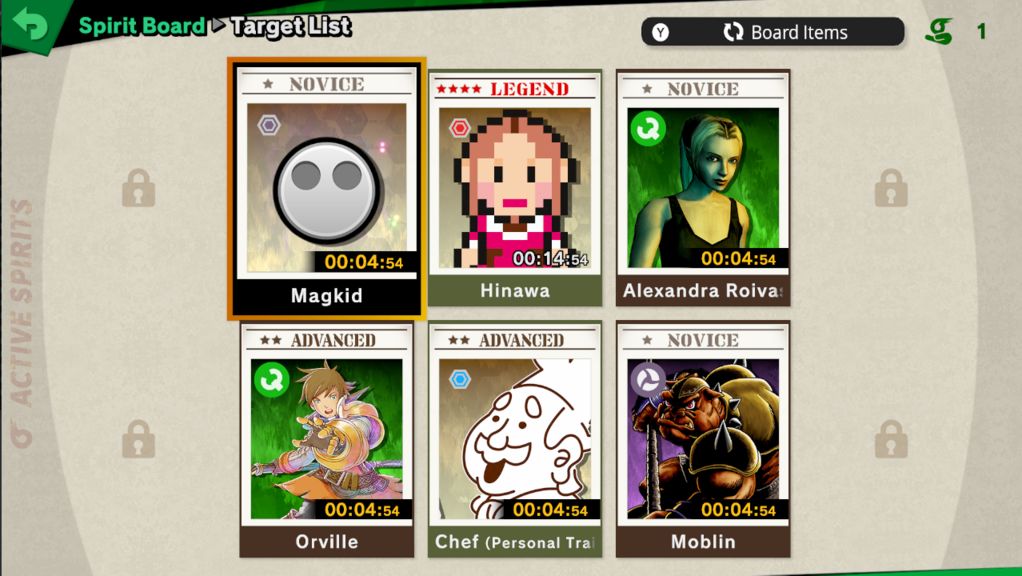 Spirit Board ▶ Target List
Y Board Items
1
ACTIVE SPIRITS
★ NOVICE
00:04:54
Magkid
★★★★ LEGEND
00:14:54
Hinawa
★ NOVICE
00:04:54
Alexandra Roiva
★★ ADVANCED
00:04:54
Orville
★★ ADVANCED
00:04:54
Chef (Personal Trai
★ NOVICE
00:04:54
Moblin